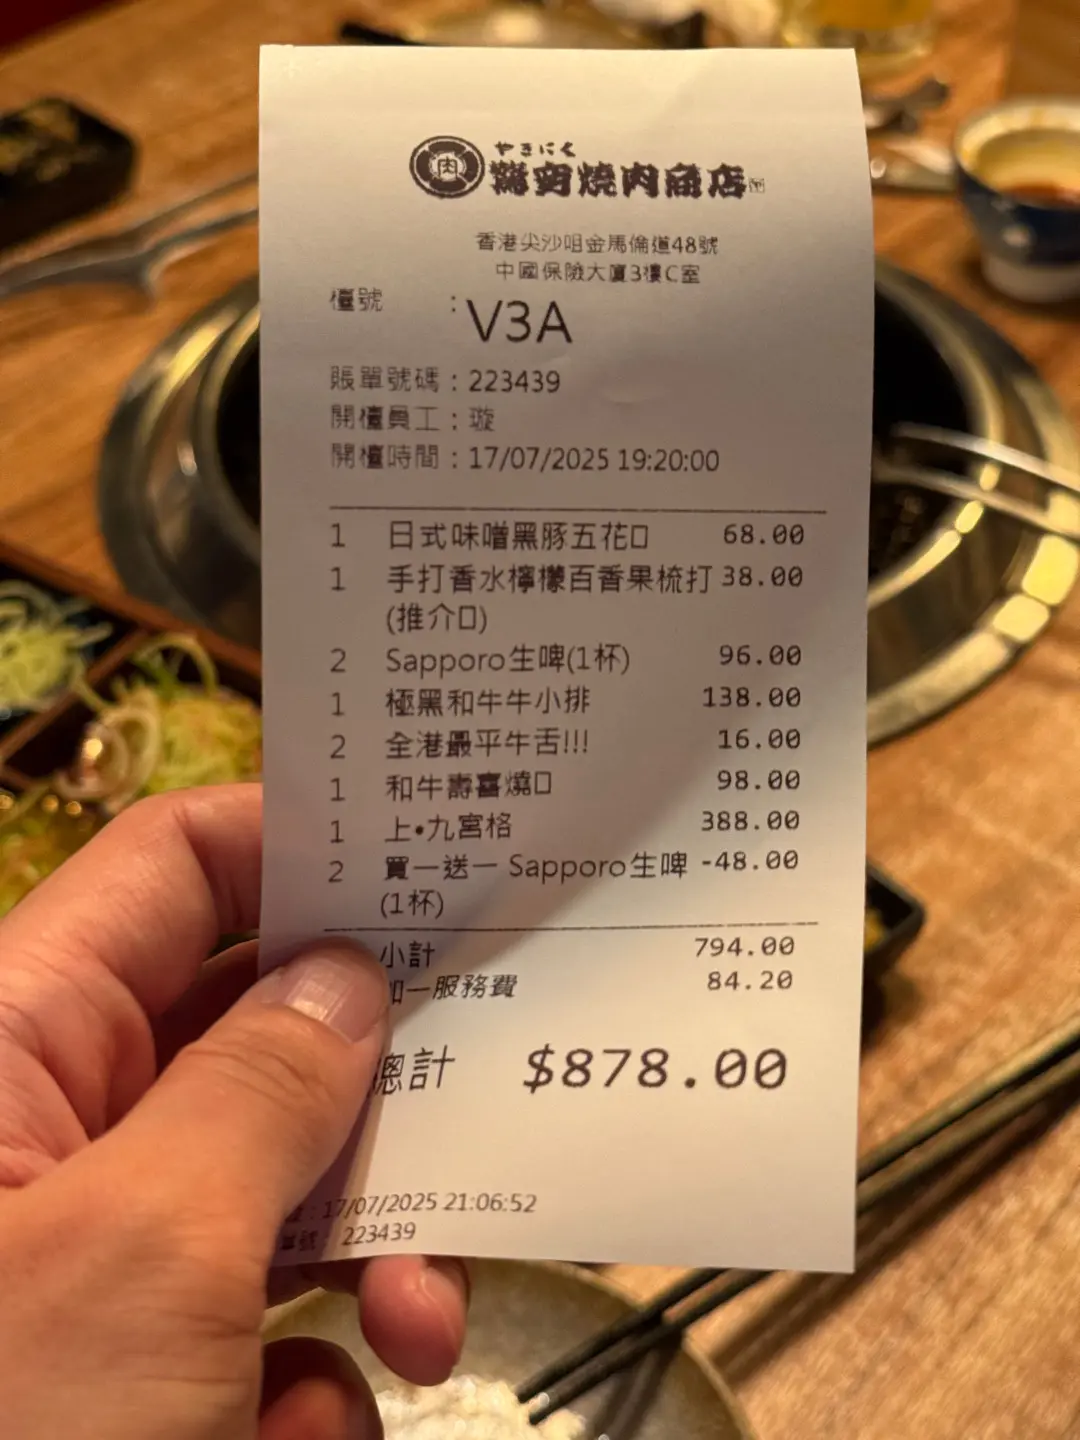 肉
やきにく
燒肉商店
香港尖沙咀金馬倫道48號
中國保險大廈3樓C室
檯號 : V3A
賬單號碼 : 223439
開檯員工 : 璇
開檯時間 : 17/07/2025 19:20:00
1 日式味噌黑豚五花□ 68.00
1 手打香水檸檬百香果梳打 38.00
(推介□)
2 Sapporo生啤(1杯) 96.00
1 極黑和牛牛小排 138.00
2 全港最平牛舌!!! 16.00
1 和牛壽喜燒□ 98.00
1 上•九宮格 388.00
2 買一送一 Sapporo生啤 -48.00
(1杯)
小計 794.00
加一服務費 84.20
總計 $878.00
: 17/07/2025 21:06:52
單號: 223439